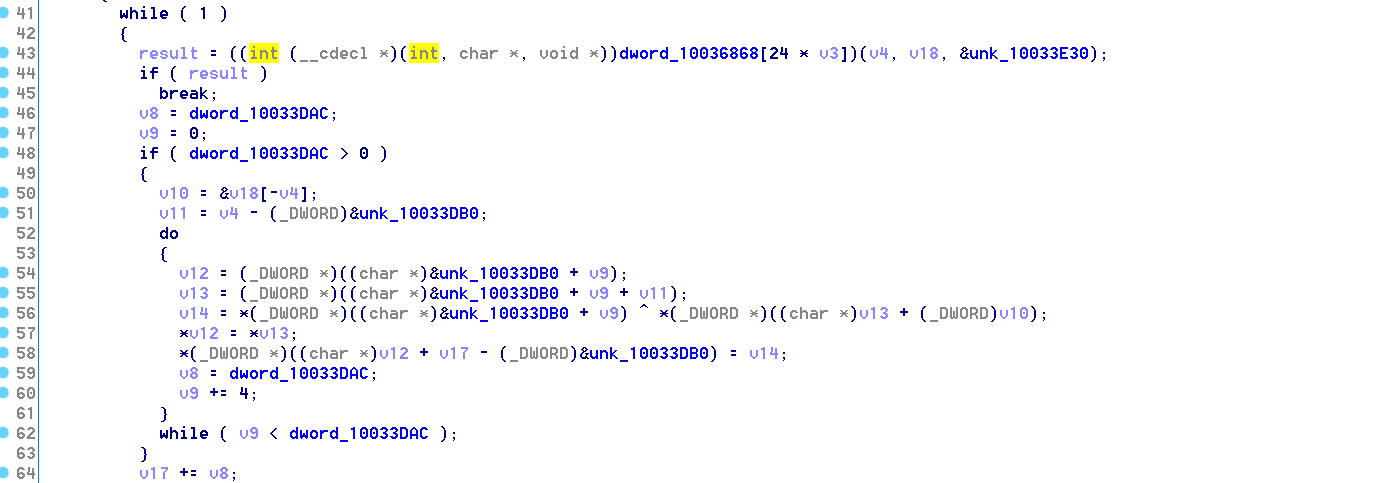 41 while ( 1 )
42 {
43 result = ((int (__cdecl *)(int, char *, void *))dword_10036868[24 * v3])(v4, v18, &unk_10033E30);
44 if ( result )
45 break;
46 v8 = dword_10033DAC;
47 v9 = 0;
48 if ( dword_10033DAC > 0 )
49 {
50 v10 = &v18[-v4];
51 v11 = v4 - (_DWORD)&unk_10033DB0;
52 do
53 {
54 v12 = (_DWORD *)((char *)&unk_10033DB0 + v9);
55 v13 = (_DWORD *)((char *)&unk_10033DB0 + v9 + v11);
56 v14 = *(_DWORD *)((char *)&unk_10033DB0 + v9) ^ *(_DWORD *)((char *)v13 + (_DWORD)v10);
57 *v12 = *v13;
58 *(_DWORD *)((char *)v12 + v17 - (_DWORD)&unk_10033DB0) = v14;
59 v8 = dword_10033DAC;
60 v9 += 4;
61 }
62 while ( v9 < dword_10033DAC );
63 }
64 v17 += v8;